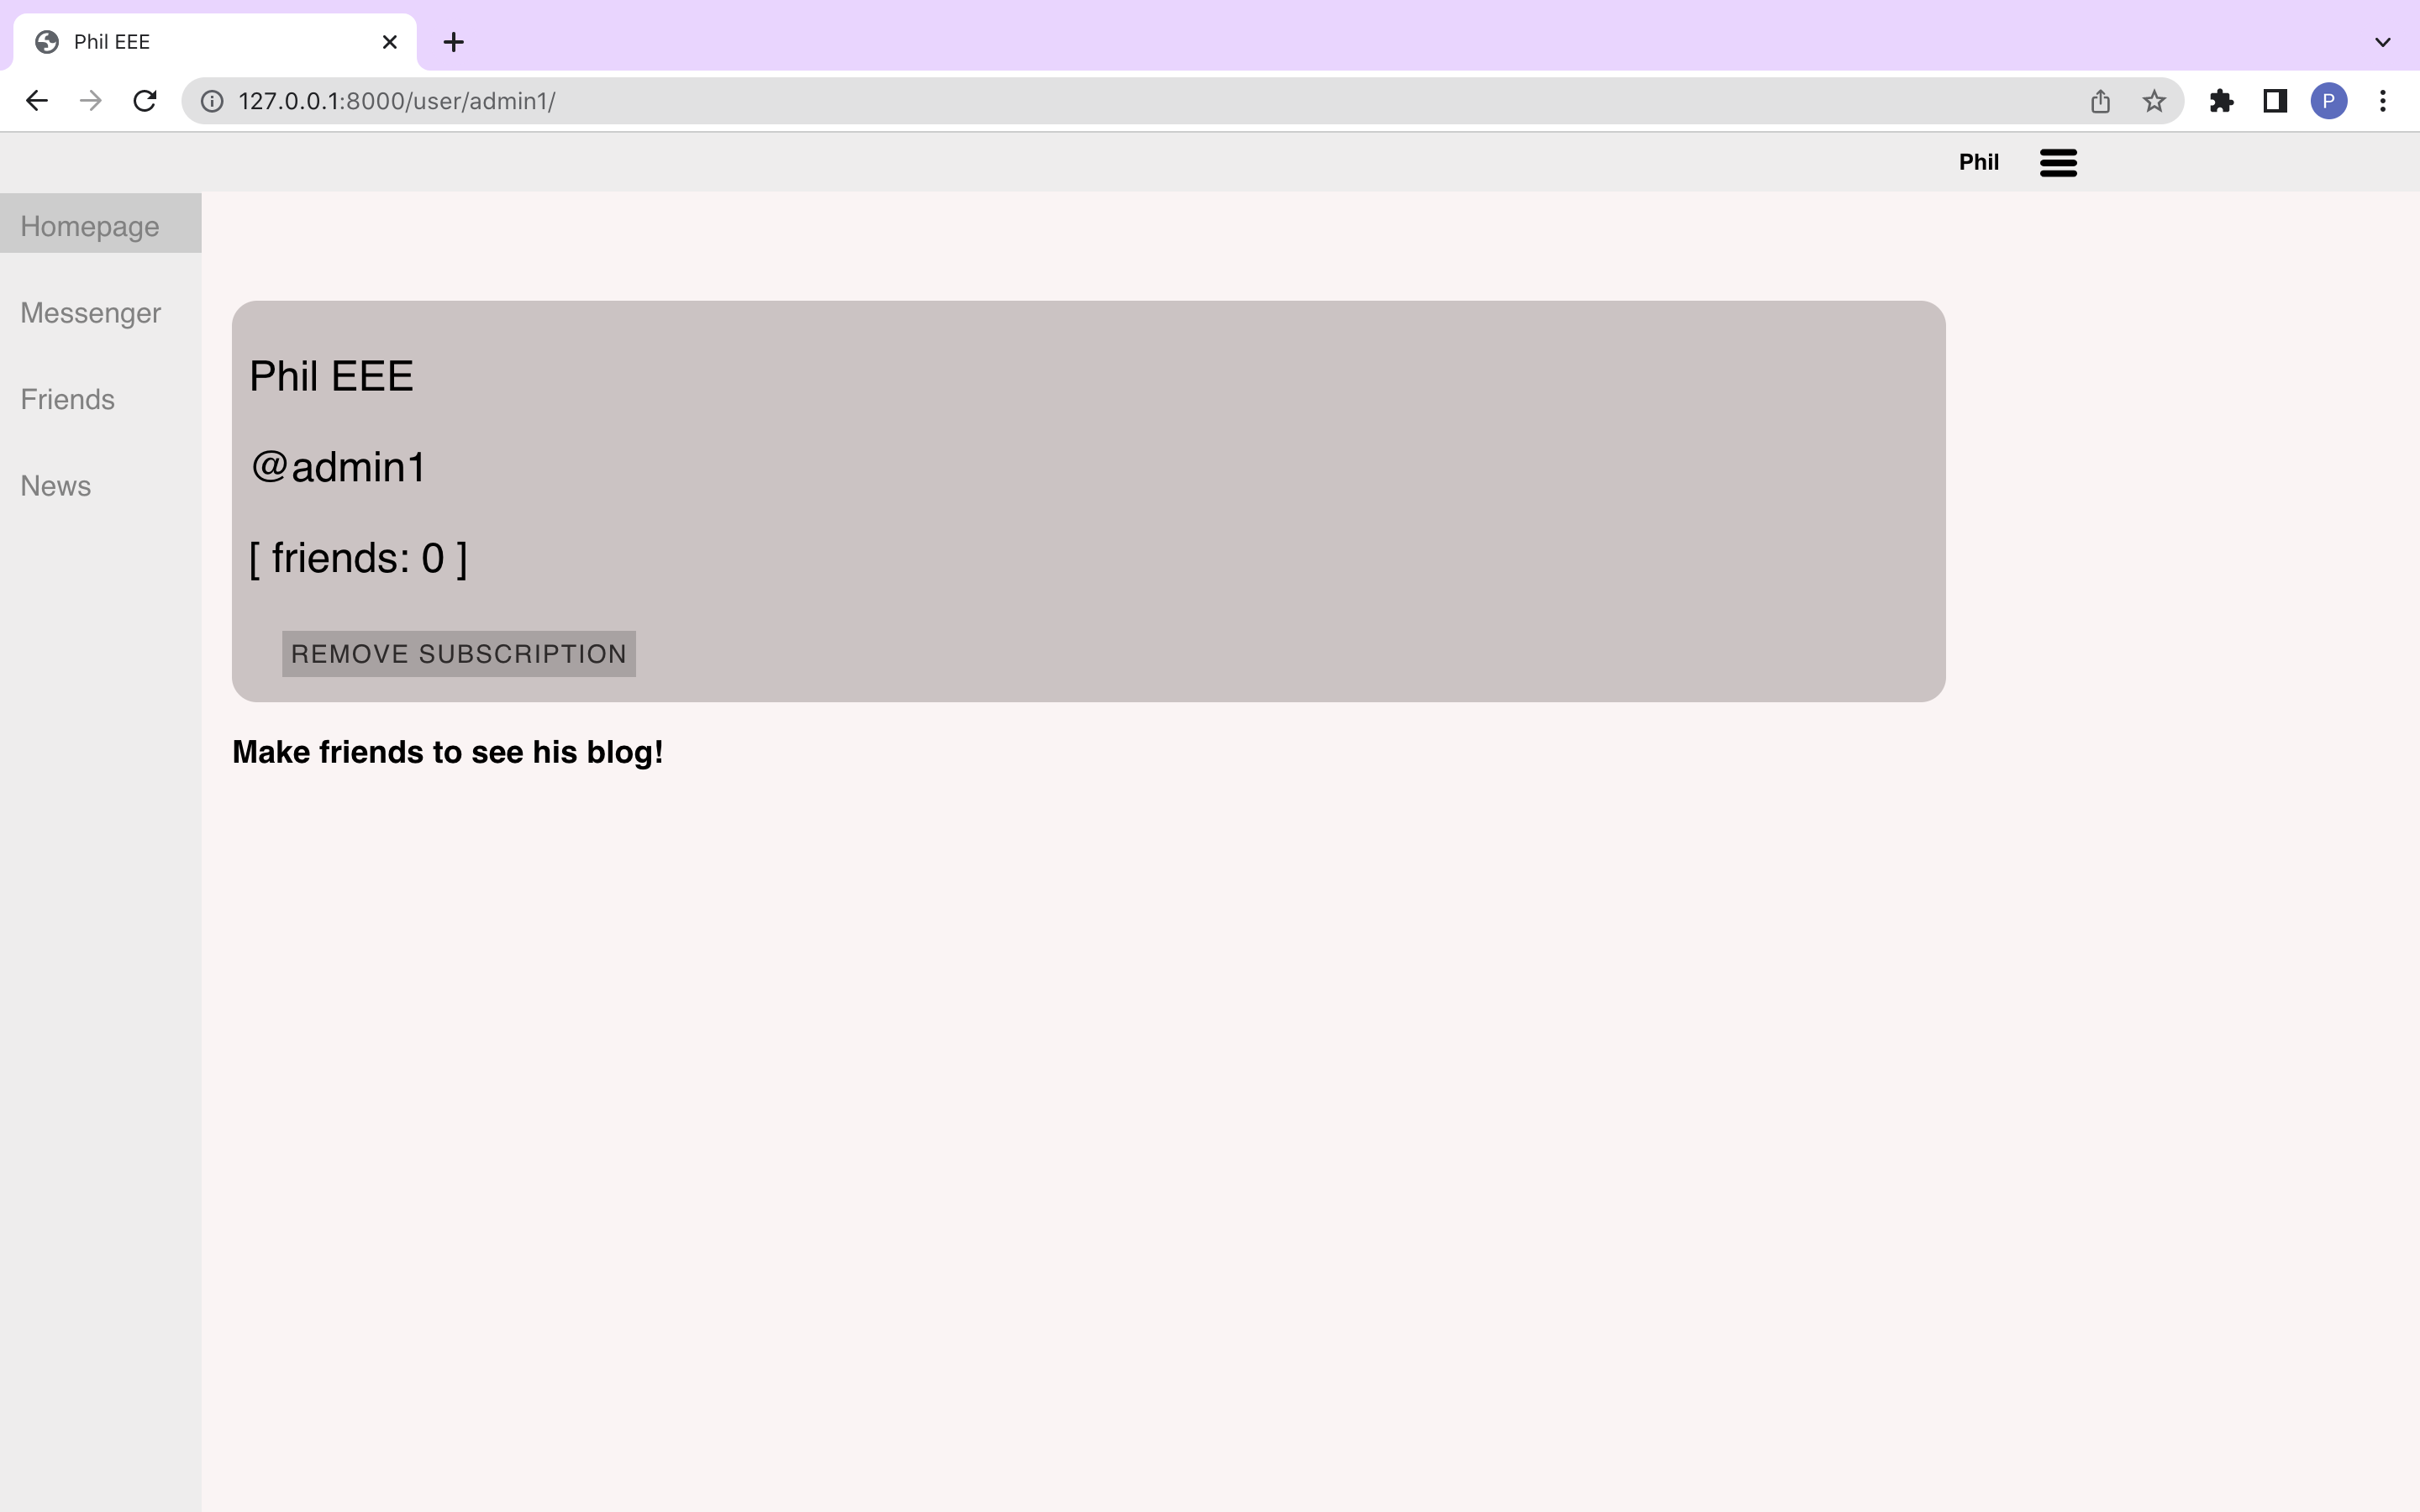 Phil EEE
127.0.0.1:8000/user/admin1/
P
Phil
Homepage
Messenger
Friends
News
Phil EEE
@admin1
[ friends: 0 ]
REMOVE SUBSCRIPTION
Make friends to see his blog!